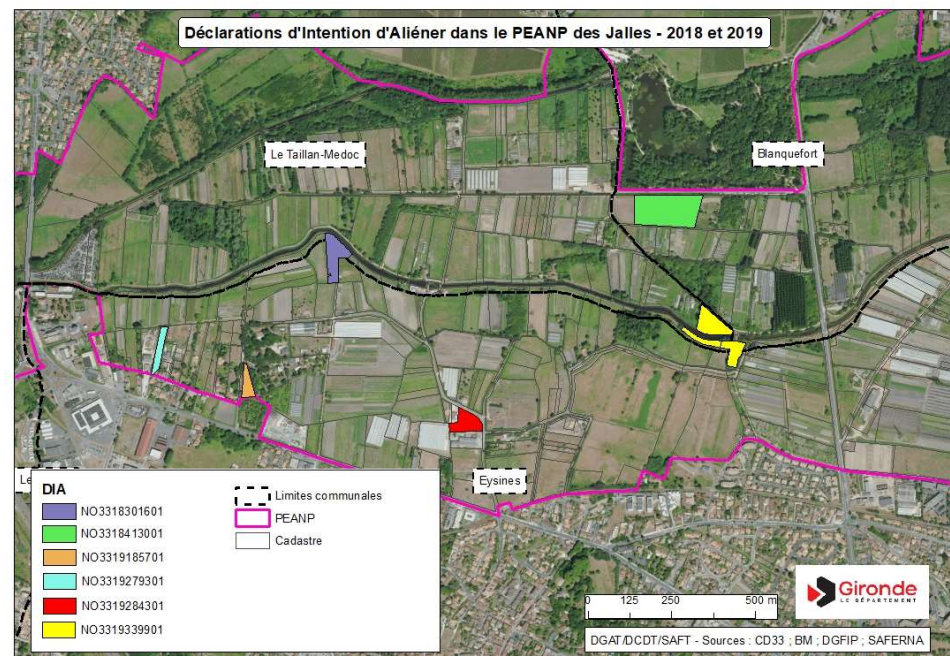 Déclarations d'Intention d'Aliéner dans le PEANP des Jalles - 2018 et 2019
Le Taillan-Medoc
Blanquefort
Eysines
Le
DIA
NO3318301601
NO3318413001
NO3319185701
NO3319279301
NO3319284301
NO3319339901
Limites communales
PEANP
Cadastre
0 125 250 500 m
Gironde
LE DÉPARTEMENT
DGAT/DCDT/SAFT - Sources : CD33 ; BM ; DGFIP ; SAFERNA